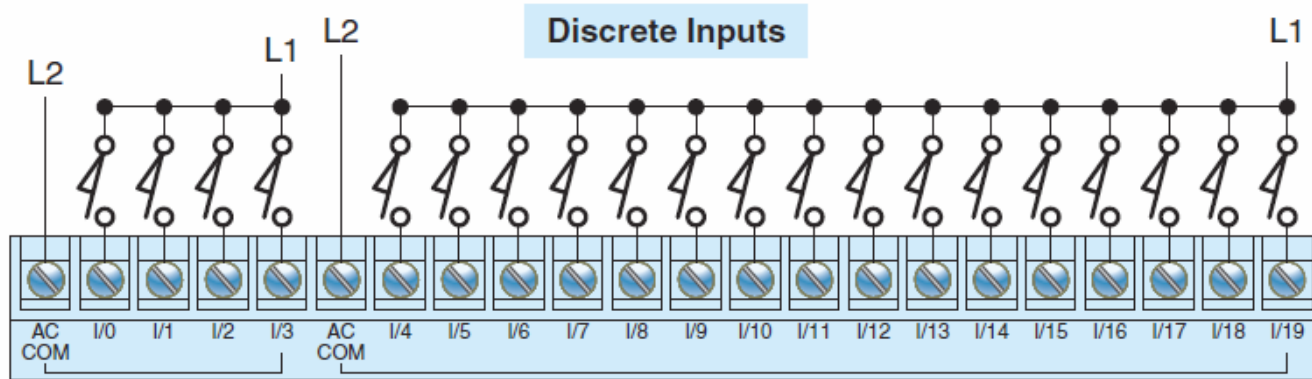 Discrete Inputs
L2
L1
L2
L1
AC COM
I/0
I/1
I/2
I/3
AC COM
I/4
I/5
I/6
I/7
I/8
I/9
I/10
I/11
I/12
I/13
I/14
I/15
I/16
I/17
I/18
I/19